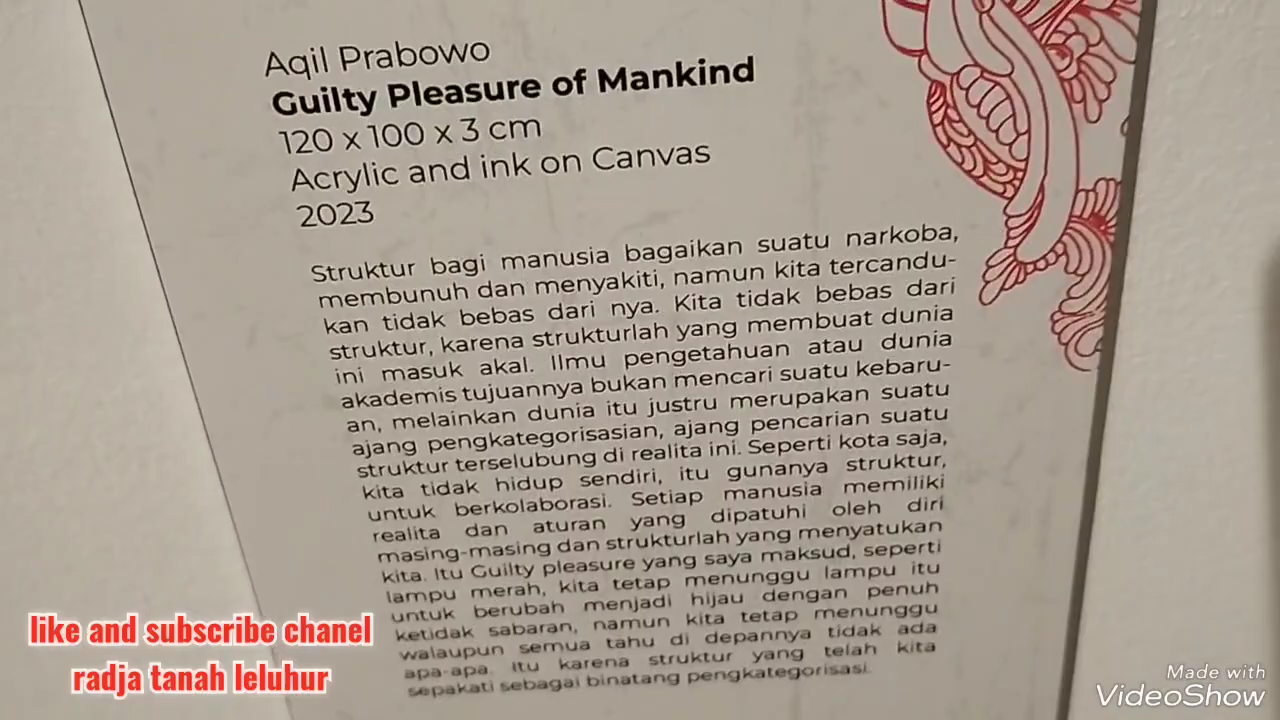 Aqil Prabowo
Guilty Pleasure of Mankind
120 x 100 x 3 cm
Acrylic and ink on Canvas
2023
Struktur bagi manusia bagaikan suatu narkoba,
membunuh dan menyakiti, namun kita tercandu-
kan tidak bebas dari nya. Kita tidak bebas dari
struktur, karena strukturlah yang membuat dunia
ini masuk akal. Ilmu pengetahuan atau dunia
akademis tujuannya bukan mencari suatu kebaru-
an, melainkan dunia itu justru merupakan suatu
ajang pengkategorisasian, ajang pencarian suatu
struktur terselubung di realita ini. Seperti kota saja,
kita tidak hidup sendiri, itu gunanya struktur,
untuk berkolaborasi. Setiap manusia memiliki
realita dan aturan yang dipatuhi oleh diri
masing-masing dan strukturlah yang menyatukan
kita. Itu Guilty pleasure yang saya maksud, seperti
lampu merah, kita tetap menunggu lampu itu
untuk berubah menjadi hijau dengan penuh
ketidak sabaran, namun kita tetap menunggu
walaupun semua tahu di depannya tidak ada
apa-apa. Itu karena struktur yang telah kita
sepakati sebagai binatang pengkategorisasi.
like and subscribe chanel
radja tanah leluhur
Made with
VideoShow